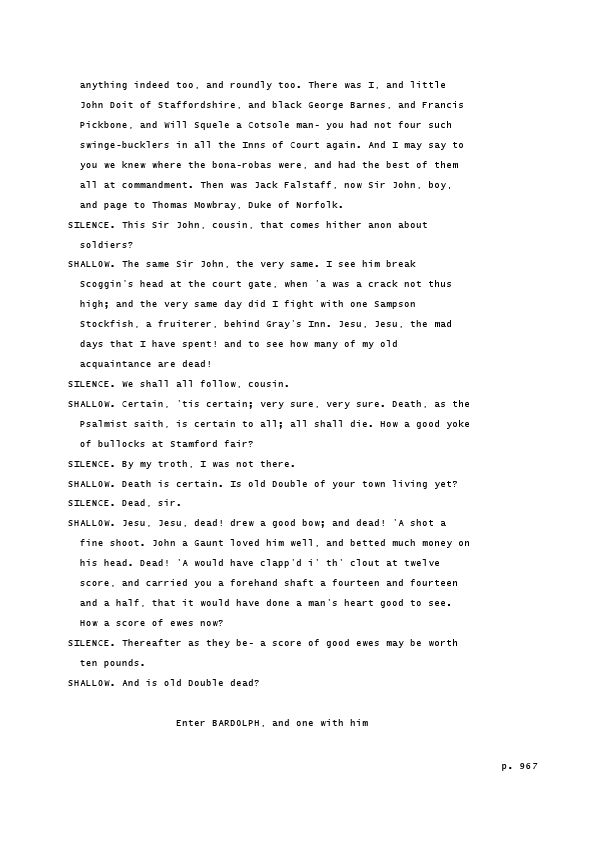 anything indeed too, and roundly too. There was I, and little
John Doit of Staffordshire, and black George Barnes, and Francis
Pickbone, and Will Squele a Cotsole man- you had not four such
swinge-bucklers in all the Inns of Court again. And I may say to
you we knew where the bona-robas were, and had the best of them
all at commandment. Then was Jack Falstaff, now Sir John, boy,
and page to Thomas Mowbray, Duke of Norfolk.
SILENCE. This Sir John, cousin, that comes hither anon about
soldiers?
SHALLOW. The same Sir John, the very same. I see him break
Scoggin's head at the court gate, when 'a was a crack not thus
high; and the very same day did I fight with one Sampson
Stockfish, a fruiterer, behind Gray's Inn. Jesu, Jesu, the mad
days that I have spent! and to see how many of my old
acquaintance are dead!
SILENCE. We shall all follow, cousin.
SHALLOW. Certain, 'tis certain; very sure, very sure. Death, as the
Psalmist saith, is certain to all; all shall die. How a good yoke
of bullocks at Stamford fair?
SILENCE. By my troth, I was not there.
SHALLOW. Death is certain. Is old Double of your town living yet?
SILENCE. Dead, sir.
SHALLOW. Jesu, Jesu, dead! drew a good bow; and dead! 'A shot a
fine shoot. John a Gaunt loved him well, and betted much money on
his head. Dead! 'A would have clapp'd i' th' clout at twelve
score, and carried you a forehand shaft a fourteen and fourteen
and a half, that it would have done a man's heart good to see.
How a score of ewes now?
SILENCE. Thereafter as they be- a score of good ewes may be worth
ten pounds.
SHALLOW. And is old Double dead?
Enter BARDOLPH, and one with him
p. 967